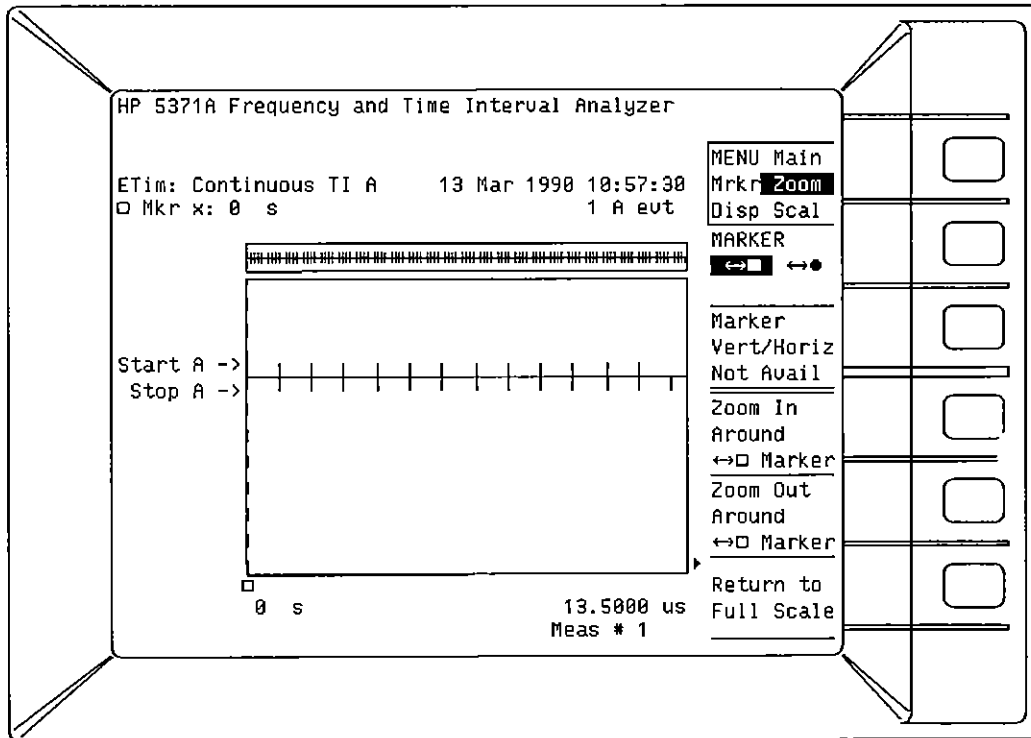 HP 5371A Frequency and Time Interval Analyzer
ETim: Continuous TI A 13 Mar 1990 10:57:30
□ Mkr x: 0 s 1 A evt
Start A ->
Stop A ->
0 s 13.5000 us
Meas # 1
MENU Main
Mrkr Zoom
Disp Scal
MARKER
↔■ ↔●
Marker
Vert/Horiz
Not Avail
Zoom In
Around
↔□ Marker
Zoom Out
Around
↔□ Marker
Return to
Full Scale